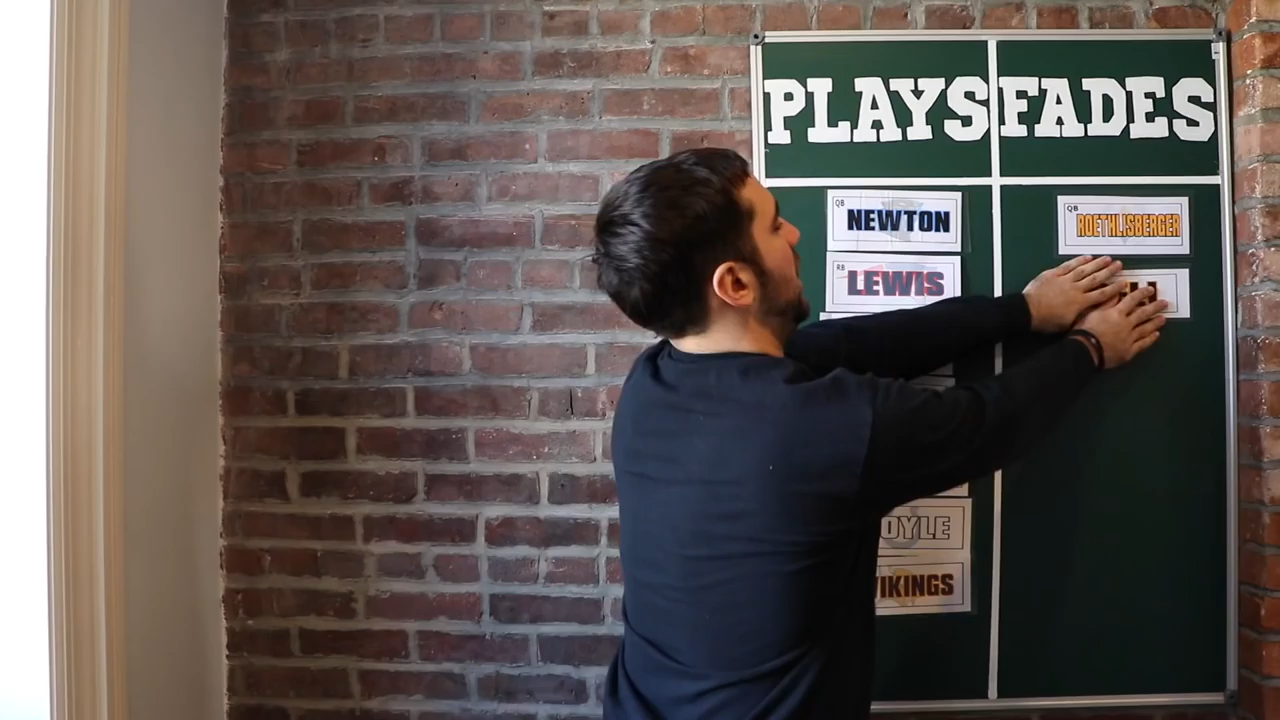 PLAYS FADES
QB
NEWTON
QB
ROETHLISBERGER
RB
LEWIS
OYLE
VIKINGS